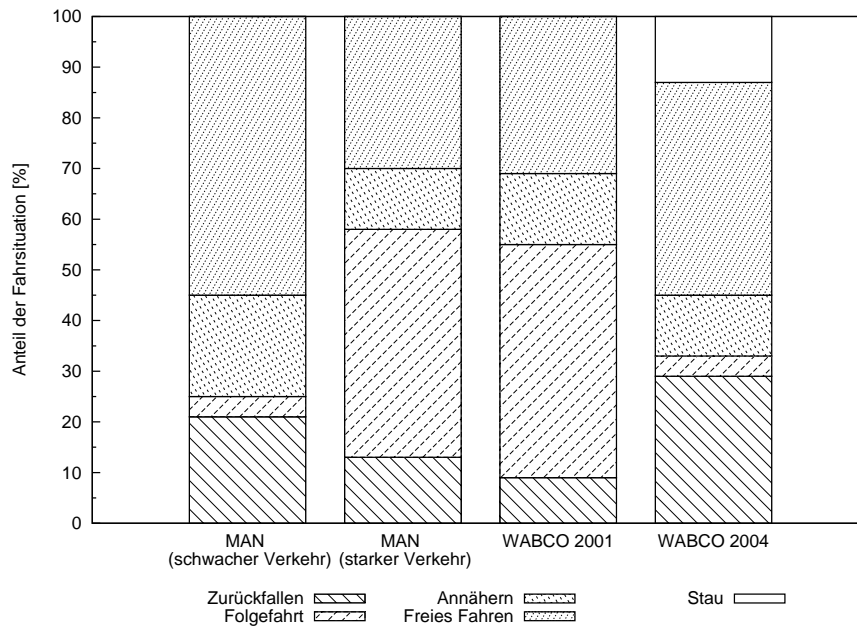 100
90
80
70
60
50
40
30
20
10
0
Anteil der Fahrsituation [%]
MAN
(schwacher Verkehr)
MAN
(starker Verkehr)
WABCO 2001
WABCO 2004
Zurückfallen
Folgefahrt
Annähern
Freies Fahren
Stau